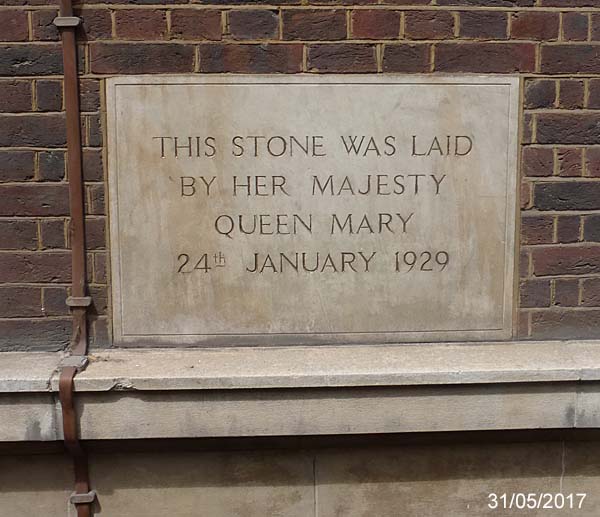 THIS STONE WAS LAID
BY HER MAJESTY
QUEEN MARY
24th JANUARY 1929
31/05/2017